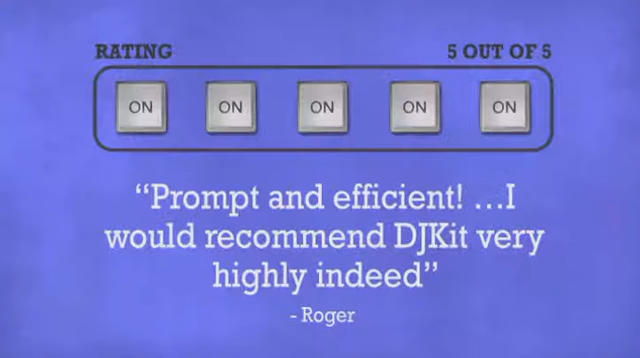 RATING 5 OUT OF 5
ON ON ON ON ON
“Prompt and efficient! ...I
would recommend DJKit very
highly indeed”
- Roger